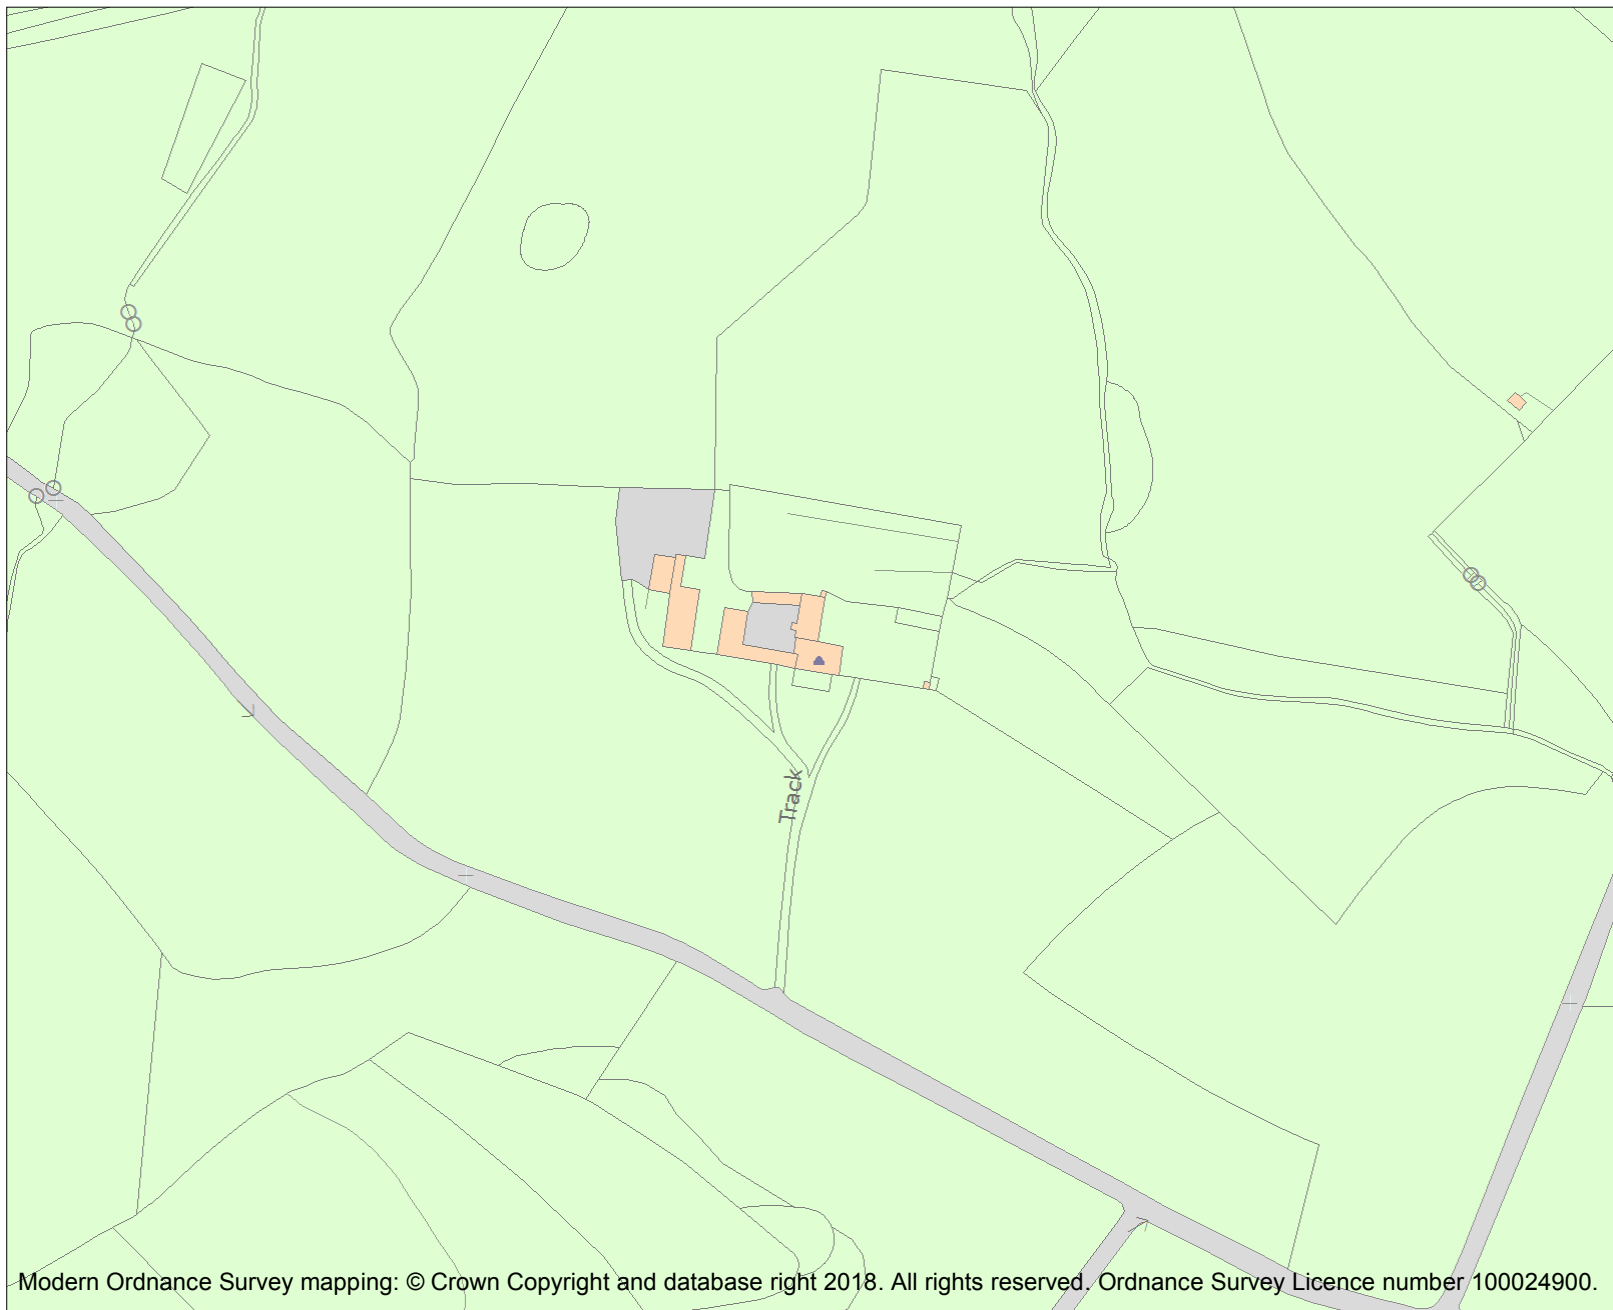 Track
Modern Ordnance Survey mapping: © Crown Copyright and database right 2018. All rights reserved. Ordnance Survey Licence number 100024900.